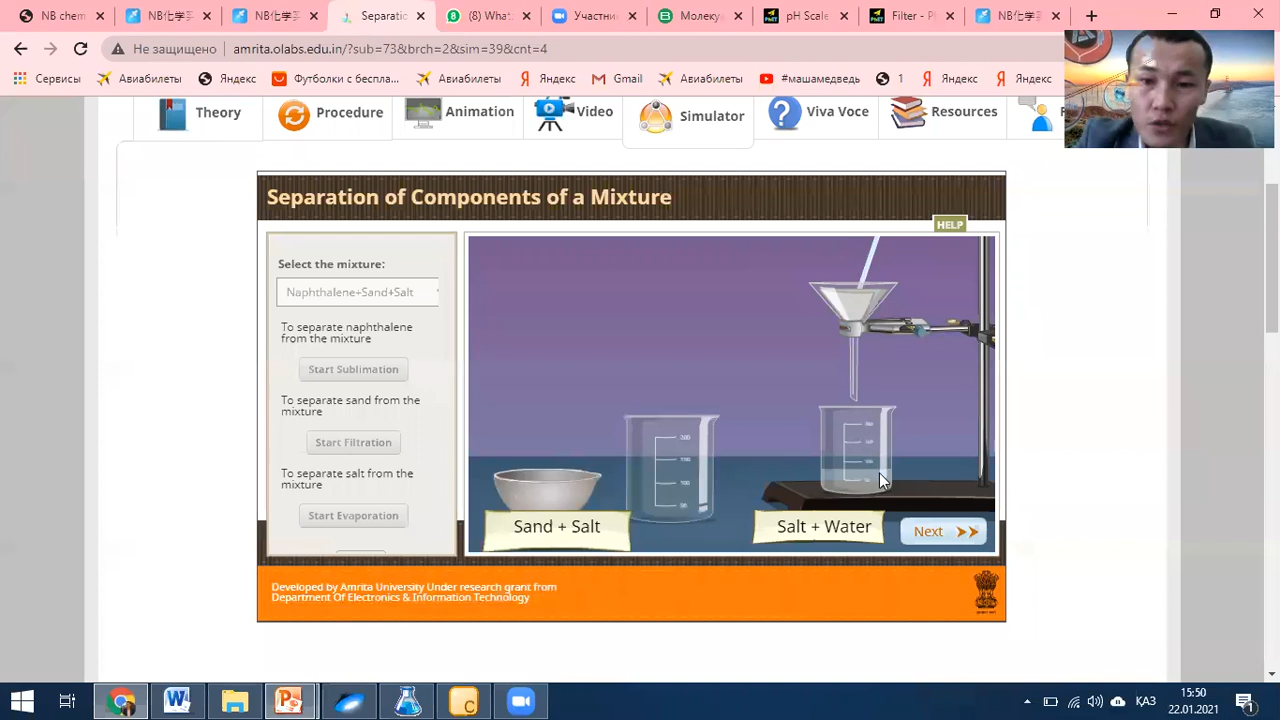 NB chem
NB化学
NB化学
Separatio
(8) What
Участни
Молеку
pH Scale
Filter - P
NB化学
Не защищено
amrita.olabs.edu.in/?sub=73&brch=2&sim=39&cnt=4
Сервисы
Авиабилеты
Яндекс
Футболки с беспла...
Авиабилеты
Яндекс
Gmail
Авиабилеты
#машамедведь
1
Яндекс
Яндекс
Theory
Procedure
Animation
Video
Simulator
Viva Voce
Resources
Separation of Components of a Mixture
HELP
Select the mixture:
Naphthalene+Sand+Salt
To separate naphthalene
from the mixture
Start Sublimation
To separate sand from the
mixture
Start Filtration
To separate salt from the
mixture
Start Evaporation
Sand + Salt
Salt + Water
Next
Developed by Amrita University Under research grant from
Department Of Electronics & Information Technology
ҚАЗ
15:50
22.01.2021